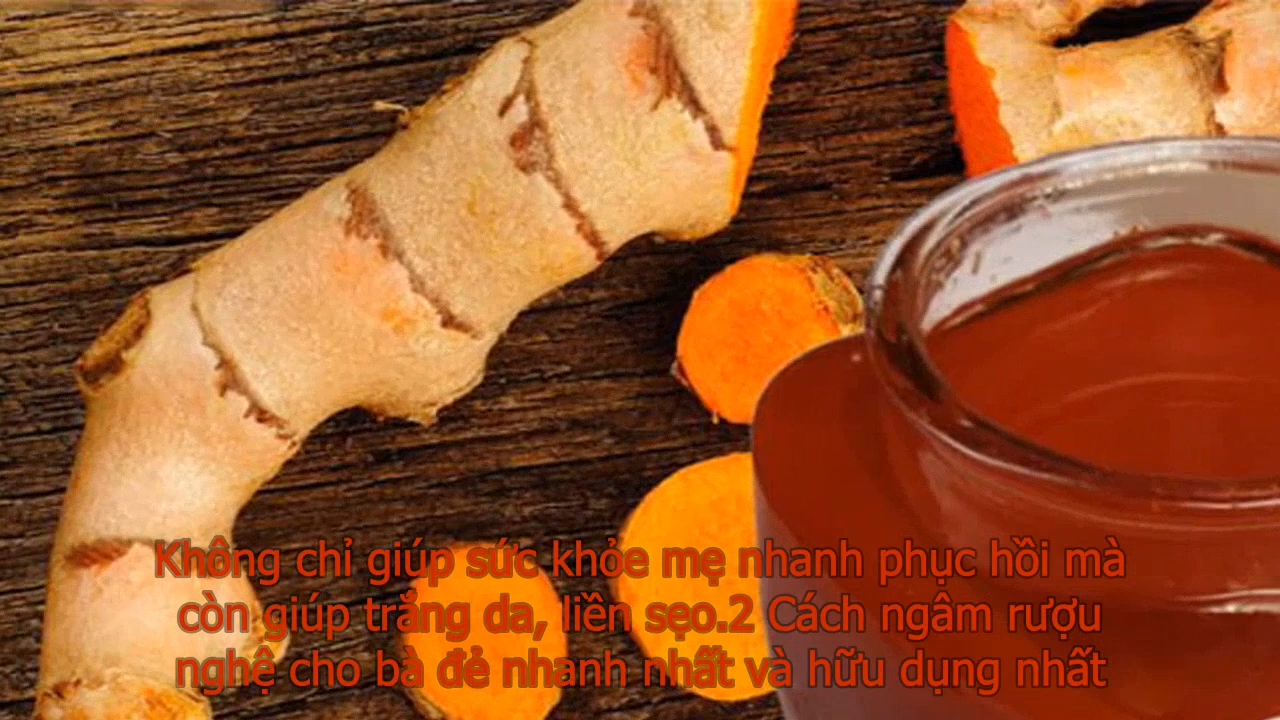 Không chỉ giúp sức khỏe mẹ nhanh phục hồi mà
còn giúp trắng da, liền sẹo.2 Cách ngâm rượu
nghệ cho bà đẻ nhanh nhất và hữu dụng nhất